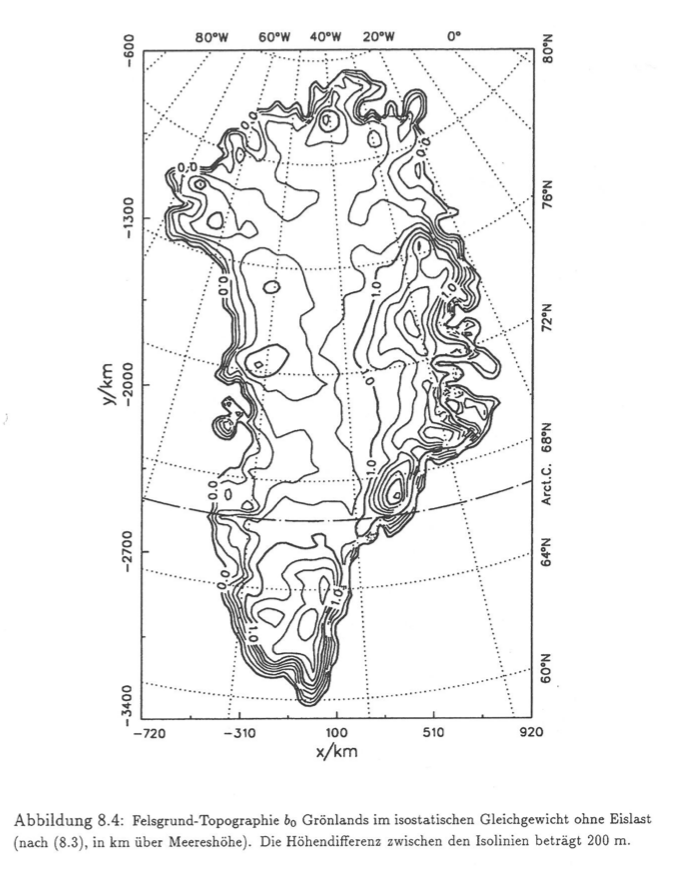 80°W 60°W 40°W 20°W 0°
−600
80°N
0.0
0.0
0.0
0.0
76°N
−1300
0.0
1.0
1.0
72°N
y/km
−2000
0
68°N
1.0
0.0
Arct.C.
−2700
64°N
0.0
1.0
1.0
60°N
−3400
−720 −310 100 510 920
x/km
Abbildung 8.4: Felsgrund-Topographie b₀ Grönlands im isostatischen Gleichgewicht ohne Eislast
(nach (8.3), in km über Meereshöhe). Die Höhendifferenz zwischen den Isolinien beträgt 200 m.